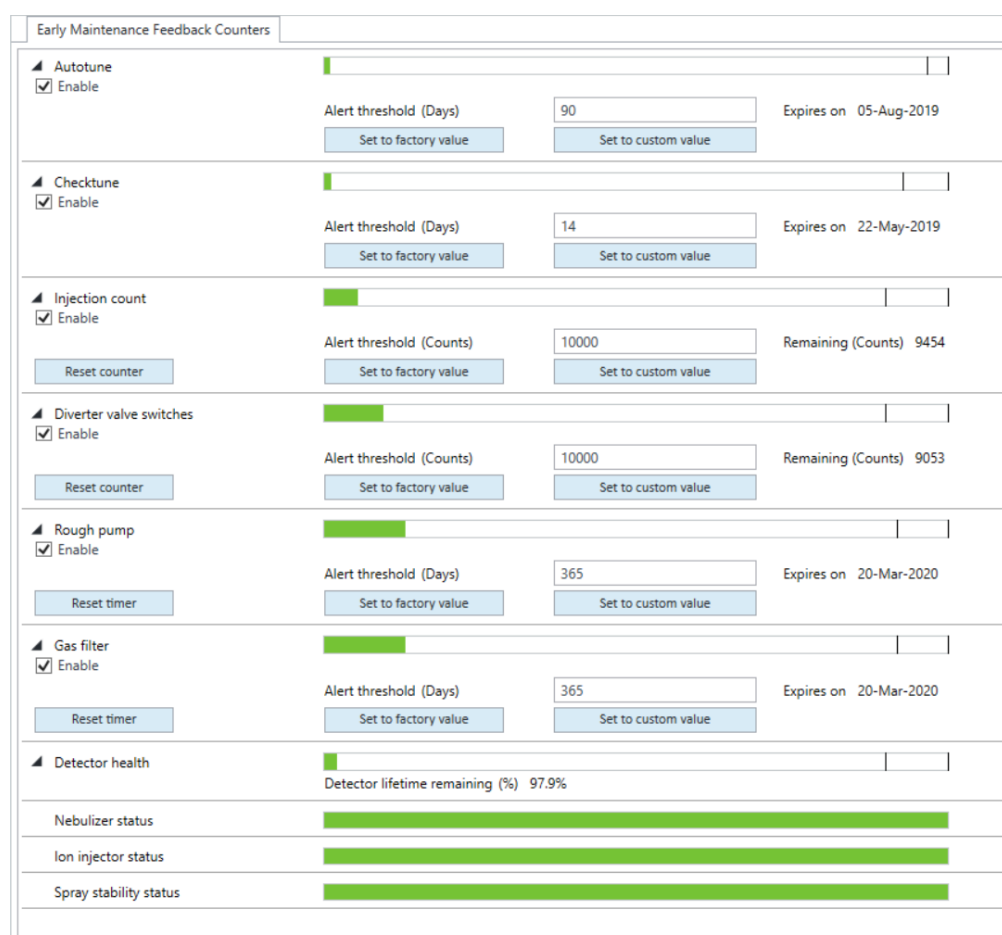 Early Maintenance Feedback Counters
Autotune
Enable
Alert threshold (Days) 90 Expires on 05-Aug-2019
Set to factory value Set to custom value
Checktune
Enable
Alert threshold (Days) 14 Expires on 22-May-2019
Set to factory value Set to custom value
Injection count
Enable
Alert threshold (Counts) 10000 Remaining (Counts) 9454
Reset counter Set to factory value Set to custom value
Diverter valve switches
Enable
Alert threshold (Counts) 10000 Remaining (Counts) 9053
Reset counter Set to factory value Set to custom value
Rough pump
Enable
Alert threshold (Days) 365 Expires on 20-Mar-2020
Reset timer Set to factory value Set to custom value
Gas filter
Enable
Alert threshold (Days) 365 Expires on 20-Mar-2020
Reset timer Set to factory value Set to custom value
Detector health
Detector lifetime remaining (%) 97.9%
Nebulizer status
Ion injector status
Spray stability status